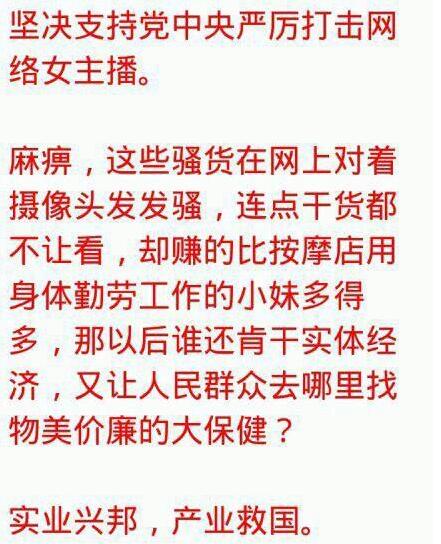 坚决支持党中央严厉打击网
络女主播。
麻痹，这些骚货在网上对着
摄像头发发骚，连点干货都
不让看，却赚的比按摩店用
身体勤劳工作的小妹多得
多，那以后谁还肯干实体经
济，又让人民群众去哪里找
物美价廉的大保健？
实业兴邦，产业救国。